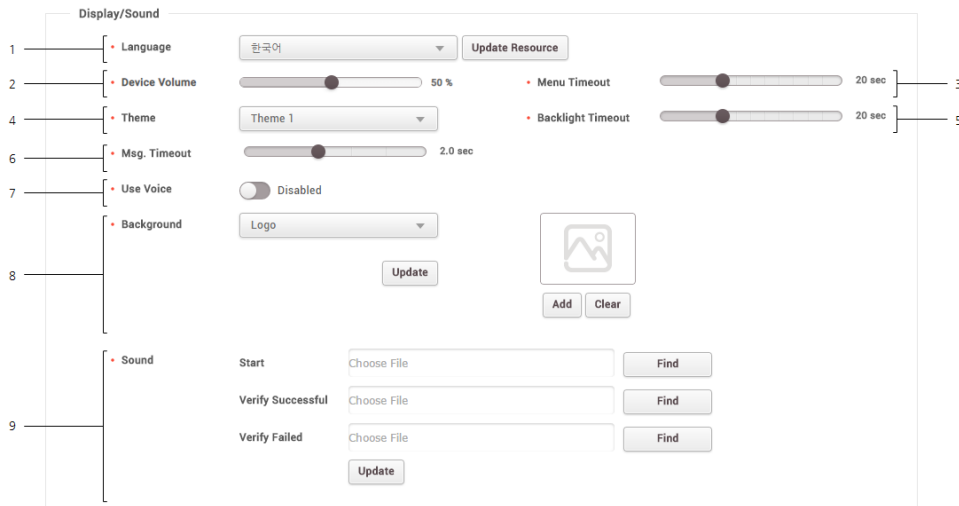 Display/Sound
1 • Language 한국어 Update Resource
2 • Device Volume 50 % • Menu Timeout 20 sec 3
4 • Theme Theme 1 • Backlight Timeout 20 sec
6 • Msg. Timeout 2.0 sec
7 • Use Voice Disabled
• Background Logo
8 Update
Add Clear
• Sound Start Choose File Find
Verify Successful Choose File Find
9 Verify Failed Choose File Find
Update